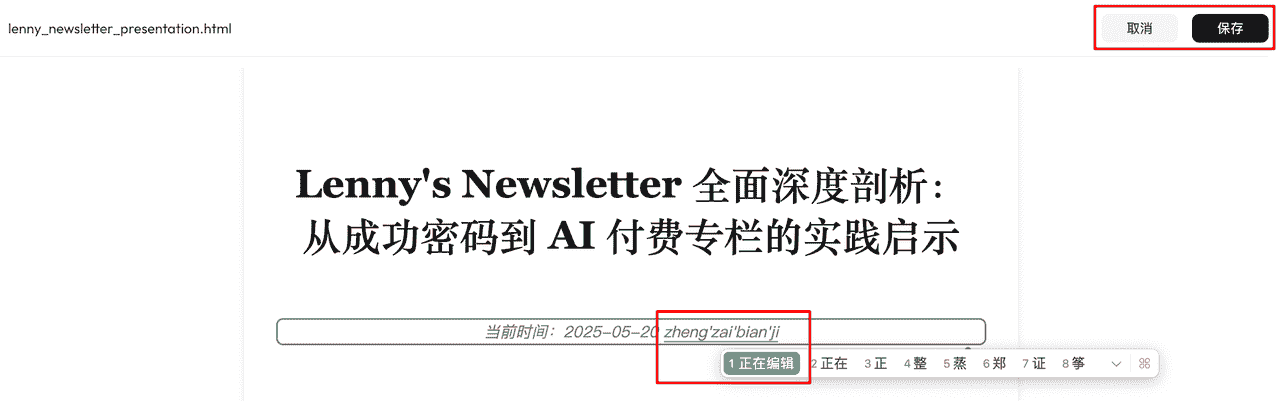 lenny_newsletter_presentation.html
取消
保存
Lenny's Newsletter 全面深度剖析：
从成功密码到 AI 付费专栏的实践启示
当前时间：2025-05-20 zheng'zai'bian'ji
1 正在编辑 2 正在 3 正 4 整 5 蒸 6 郑 7 证 8 筝